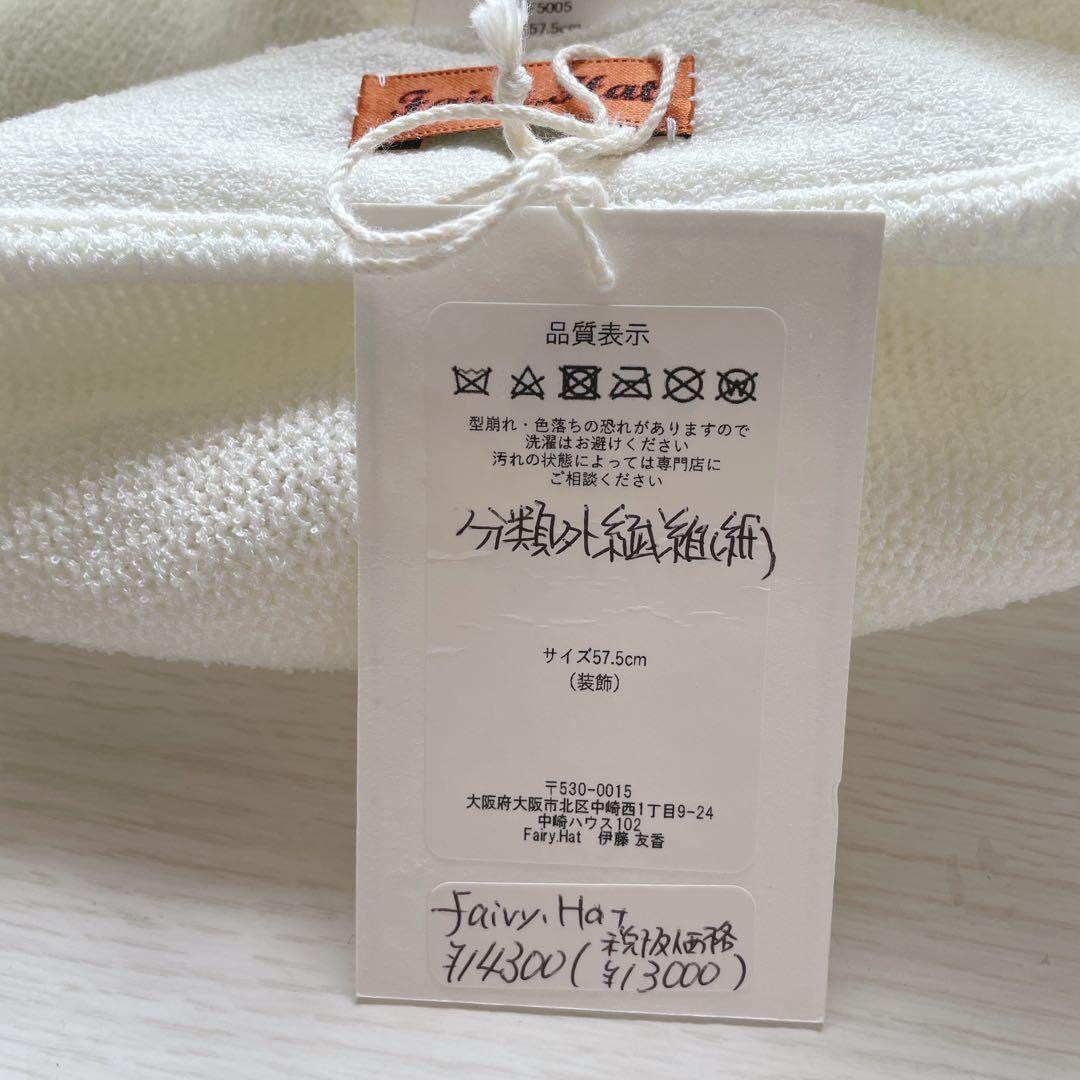 5005
57.5cm
Fairy.Hat
品質表示
型崩れ・色落ちの恐れがありますので
洗濯はお避けください
汚れの状態によっては専門店に
ご相談ください
分類外繊維(紙)
サイズ57.5cm
(装飾)
〒530-0015
大阪府大阪市北区中崎西1丁目9-24
中崎ハウス102
Fairy.Hat 伊藤 友香
Fairy.Hat
¥14300(税抜価格
¥13000)